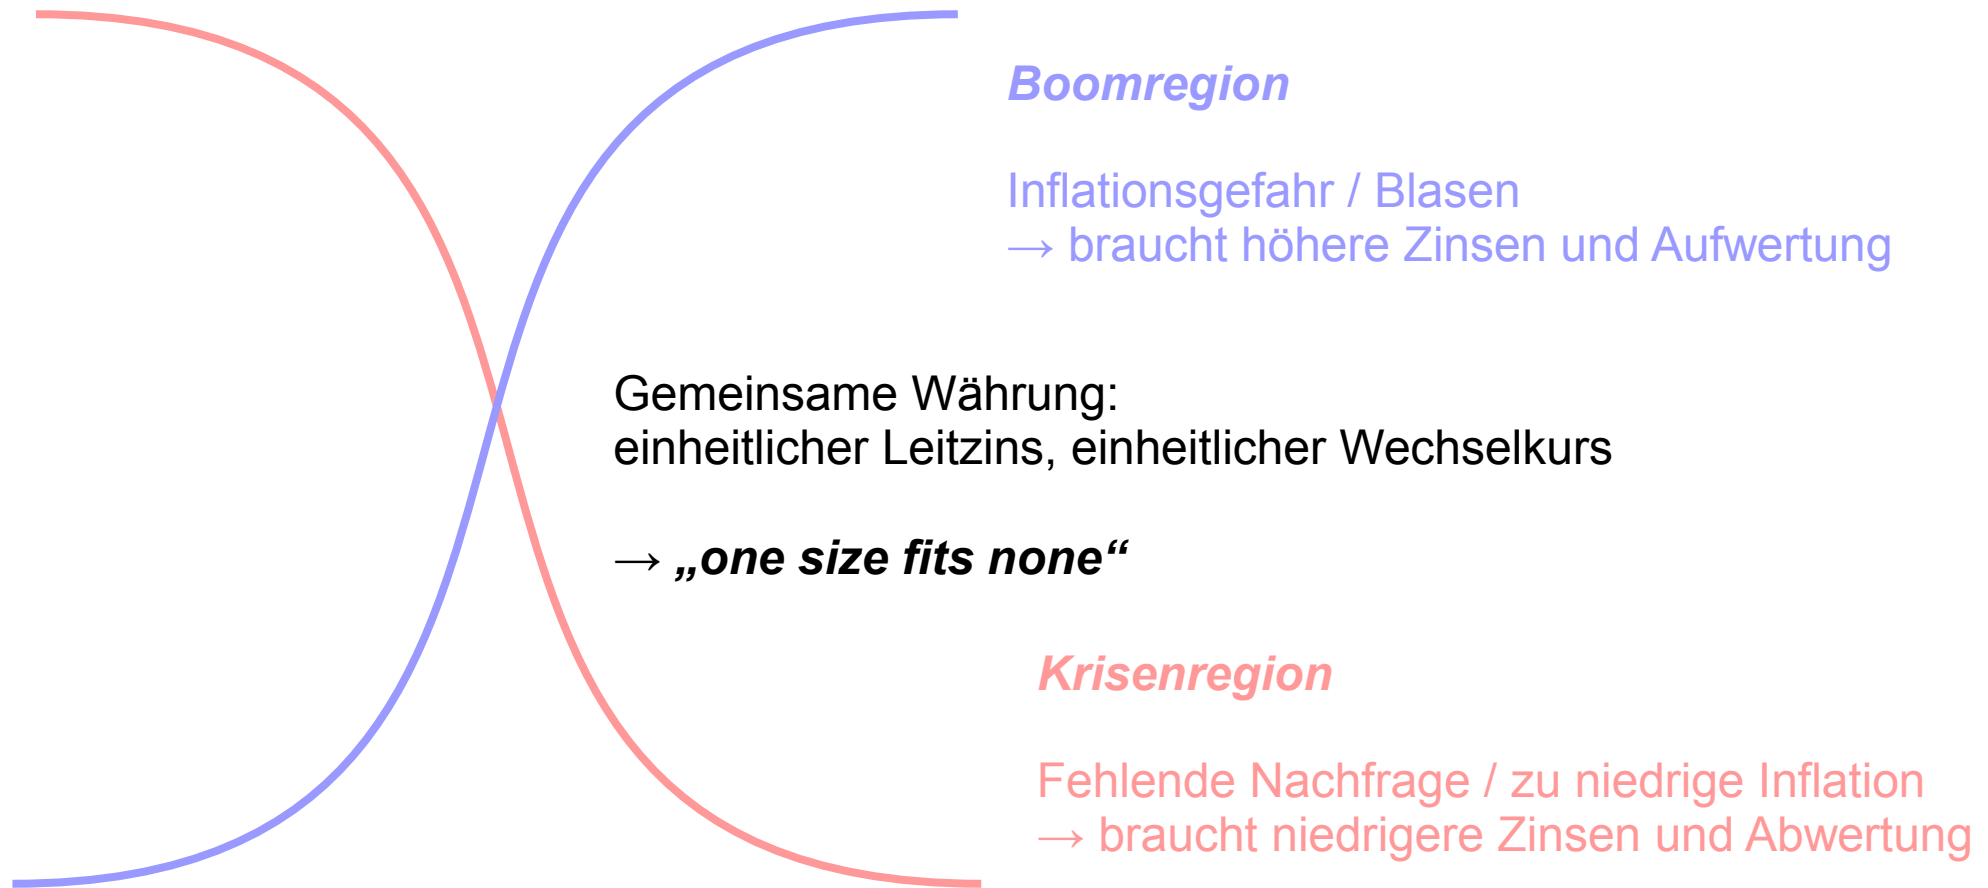 Boomregion
Inflationsgefahr / Blasen
→ braucht höhere Zinsen und Aufwertung
Gemeinsame Währung:
einheitlicher Leitzins, einheitlicher Wechselkurs
→ „one size fits none“
Krisenregion
Fehlende Nachfrage / zu niedrige Inflation
→ braucht niedrigere Zinsen und Abwertung